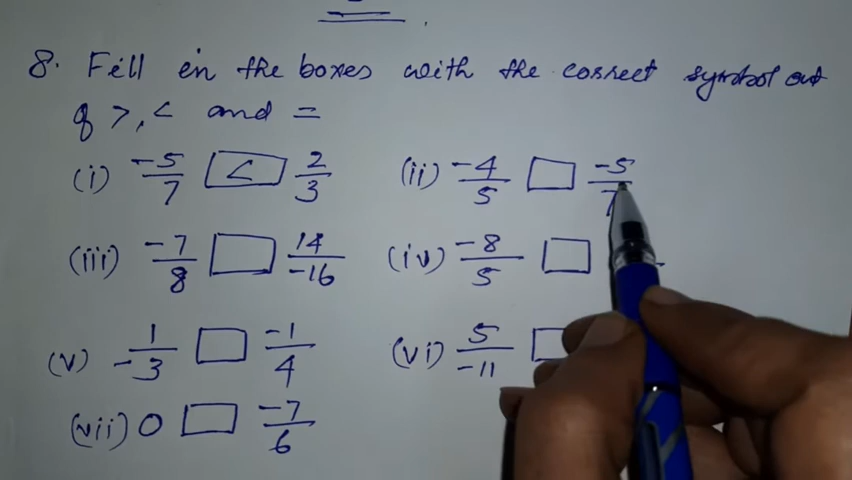 8. Fill in the boxes with the correct symbol out
of >, < and =
(i) -5/7 [<] 2/3 (ii) -4/5 □ -5/7
(iii) -7/8 □ 14/-16 (iv) -8/5 □
(v) 1/-3 □ -1/4 (vi) 5/-11 □
(vii) 0 □ -7/6